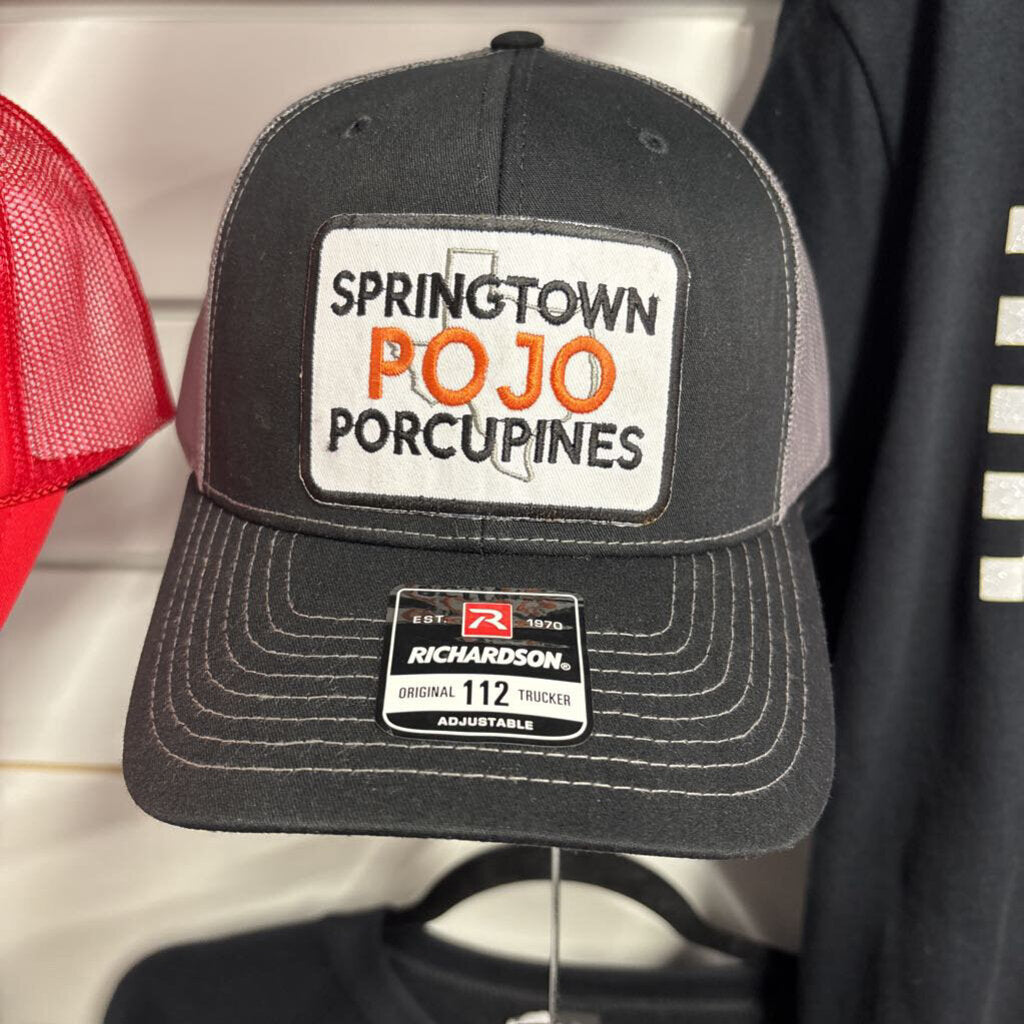 SPRINGTOWN
POJO
PORCUPINES
EST. R 1970
RICHARDSON®
ORIGINAL 112 TRUCKER
ADJUSTABLE